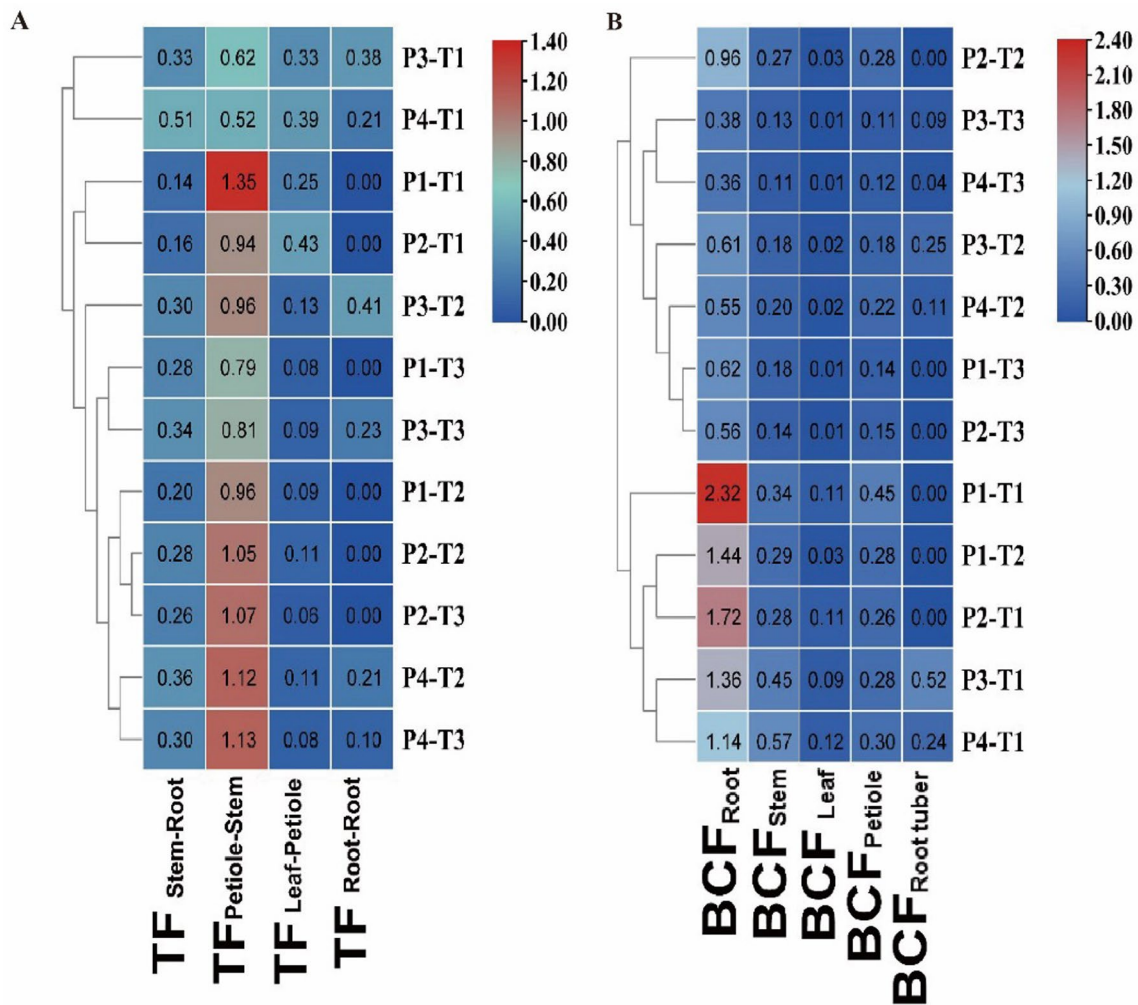 A
0.33 0.62 0.33 0.38 P3-T1
0.51 0.52 0.39 0.21 P4-T1
0.14 1.35 0.25 0.00 P1-T1
0.16 0.94 0.43 0.00 P2-T1
0.30 0.96 0.13 0.41 P3-T2
0.28 0.79 0.08 0.00 P1-T3
0.34 0.81 0.09 0.23 P3-T3
0.20 0.96 0.09 0.00 P1-T2
0.28 1.05 0.11 0.00 P2-T2
0.26 1.07 0.06 0.00 P2-T3
0.36 1.12 0.11 0.21 P4-T2
0.30 1.13 0.08 0.10 P4-T3
TF Stem-Root
TF Petiole-Stem
TF Leaf-Petiole
TF Root-Root
1.40
1.20
1.00
0.80
0.60
0.40
0.20
0.00
B
0.96 0.27 0.03 0.28 0.00 P2-T2
0.38 0.13 0.01 0.11 0.09 P3-T3
0.36 0.11 0.01 0.12 0.04 P4-T3
0.61 0.18 0.02 0.18 0.25 P3-T2
0.55 0.20 0.02 0.22 0.11 P4-T2
0.62 0.18 0.01 0.14 0.00 P1-T3
0.56 0.14 0.01 0.15 0.00 P2-T3
2.32 0.34 0.11 0.45 0.00 P1-T1
1.44 0.29 0.03 0.28 0.00 P1-T2
1.72 0.28 0.11 0.26 0.00 P2-T1
1.36 0.45 0.09 0.28 0.52 P3-T1
1.14 0.57 0.12 0.30 0.24 P4-T1
BCF Root
BCF Stem
BCF Leaf
BCF Petiole
BCF Root tuber
2.40
2.10
1.80
1.50
1.20
0.90
0.60
0.30
0.00